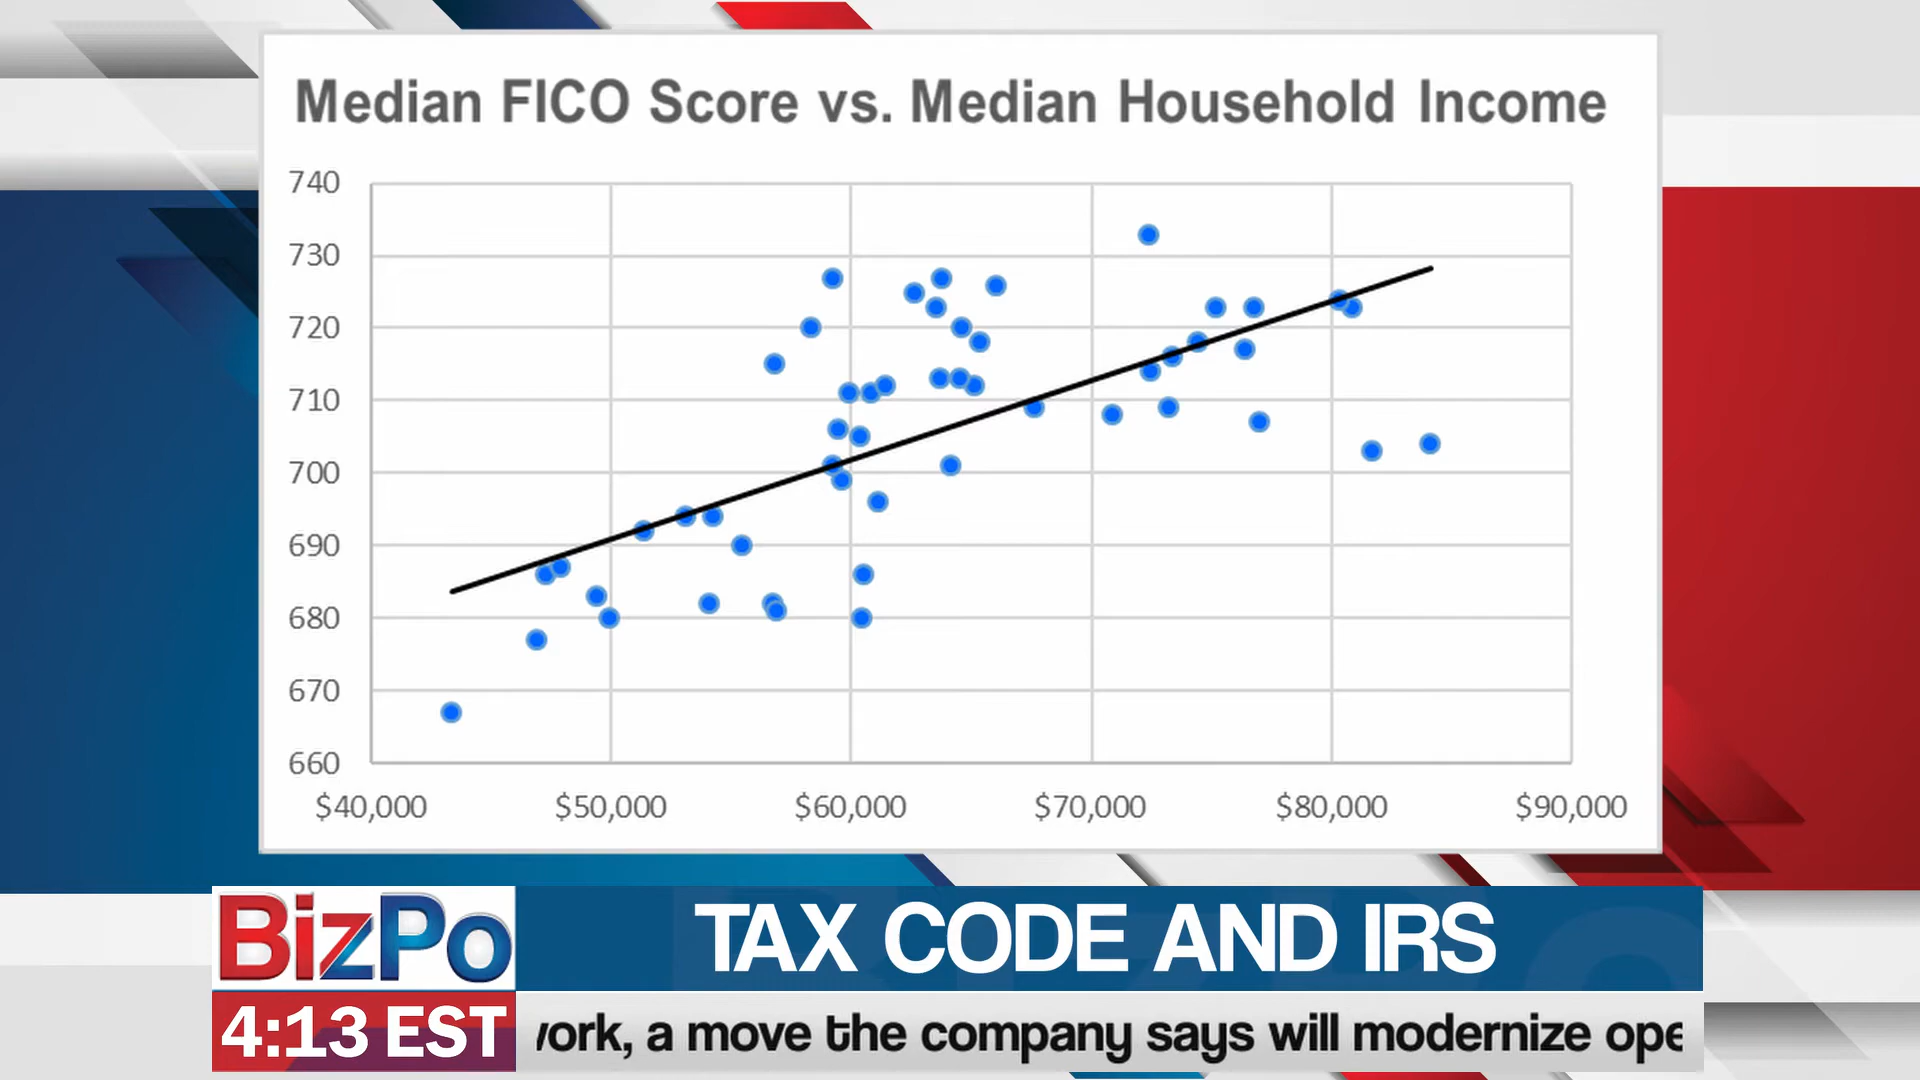 Median FICO Score vs. Median Household Income
740
730
720
710
700
690
680
670
660
$40,000 $50,000 $60,000 $70,000 $80,000 $90,000
BizPo
TAX CODE AND IRS
4:13 EST
a move the company says will modernize